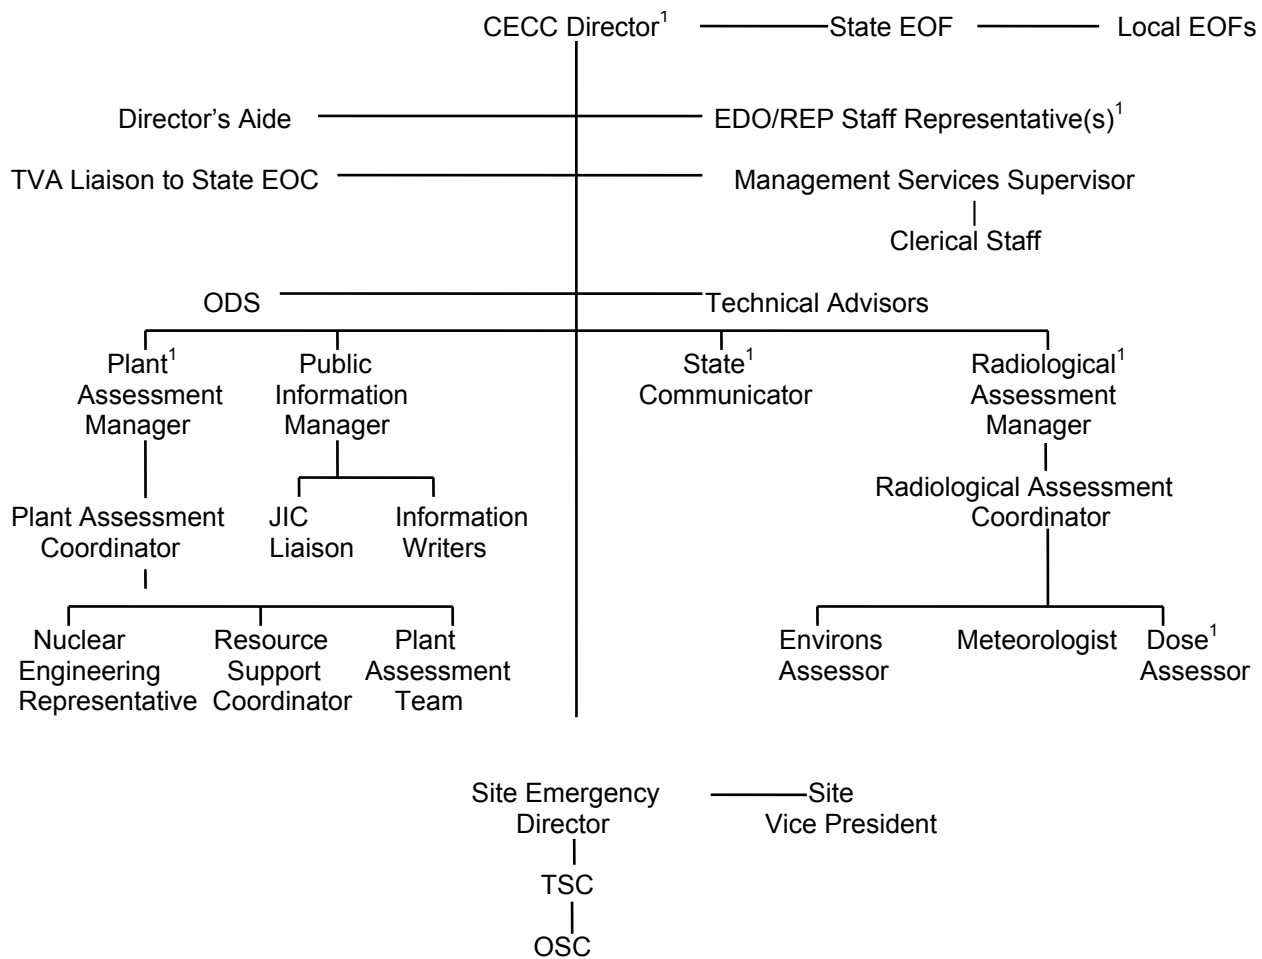 CECC Director¹ State EOF Local EOFs
Director’s Aide EDO/REP Staff Representative(s)¹
TVA Liaison to State EOC Management Services Supervisor
Clerical Staff
ODS Technical Advisors
Plant¹
Assessment
Manager
Public
Information
Manager
State¹
Communicator
Radiological¹
Assessment
Manager
Plant Assessment
Coordinator
JIC
Liaison
Information
Writers
Radiological Assessment
Coordinator
Nuclear
Engineering
Representative
Resource
Support
Coordinator
Plant
Assessment
Team
Environs
Assessor
Meteorologist
Dose¹
Assessor
Site Emergency
Director
Site
Vice President
TSC
OSC